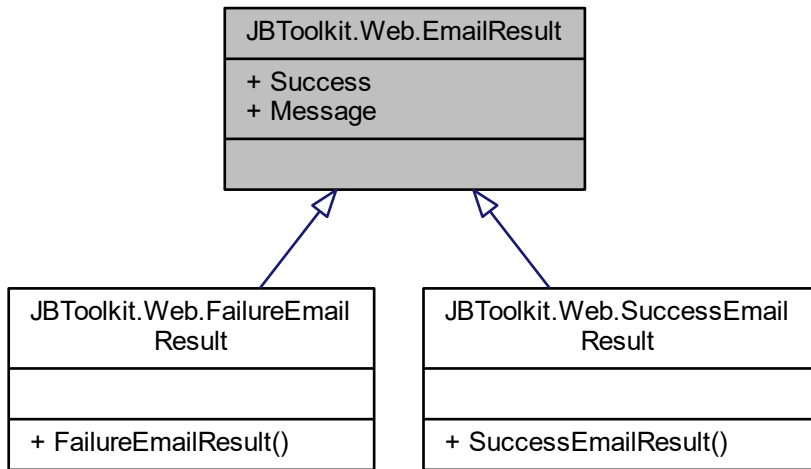 JBToolkit.Web.EmailResult
+ Success
+ Message
JBToolkit.Web.FailureEmail
Result
+ FailureEmailResult()
JBToolkit.Web.SuccessEmail
Result
+ SuccessEmailResult()